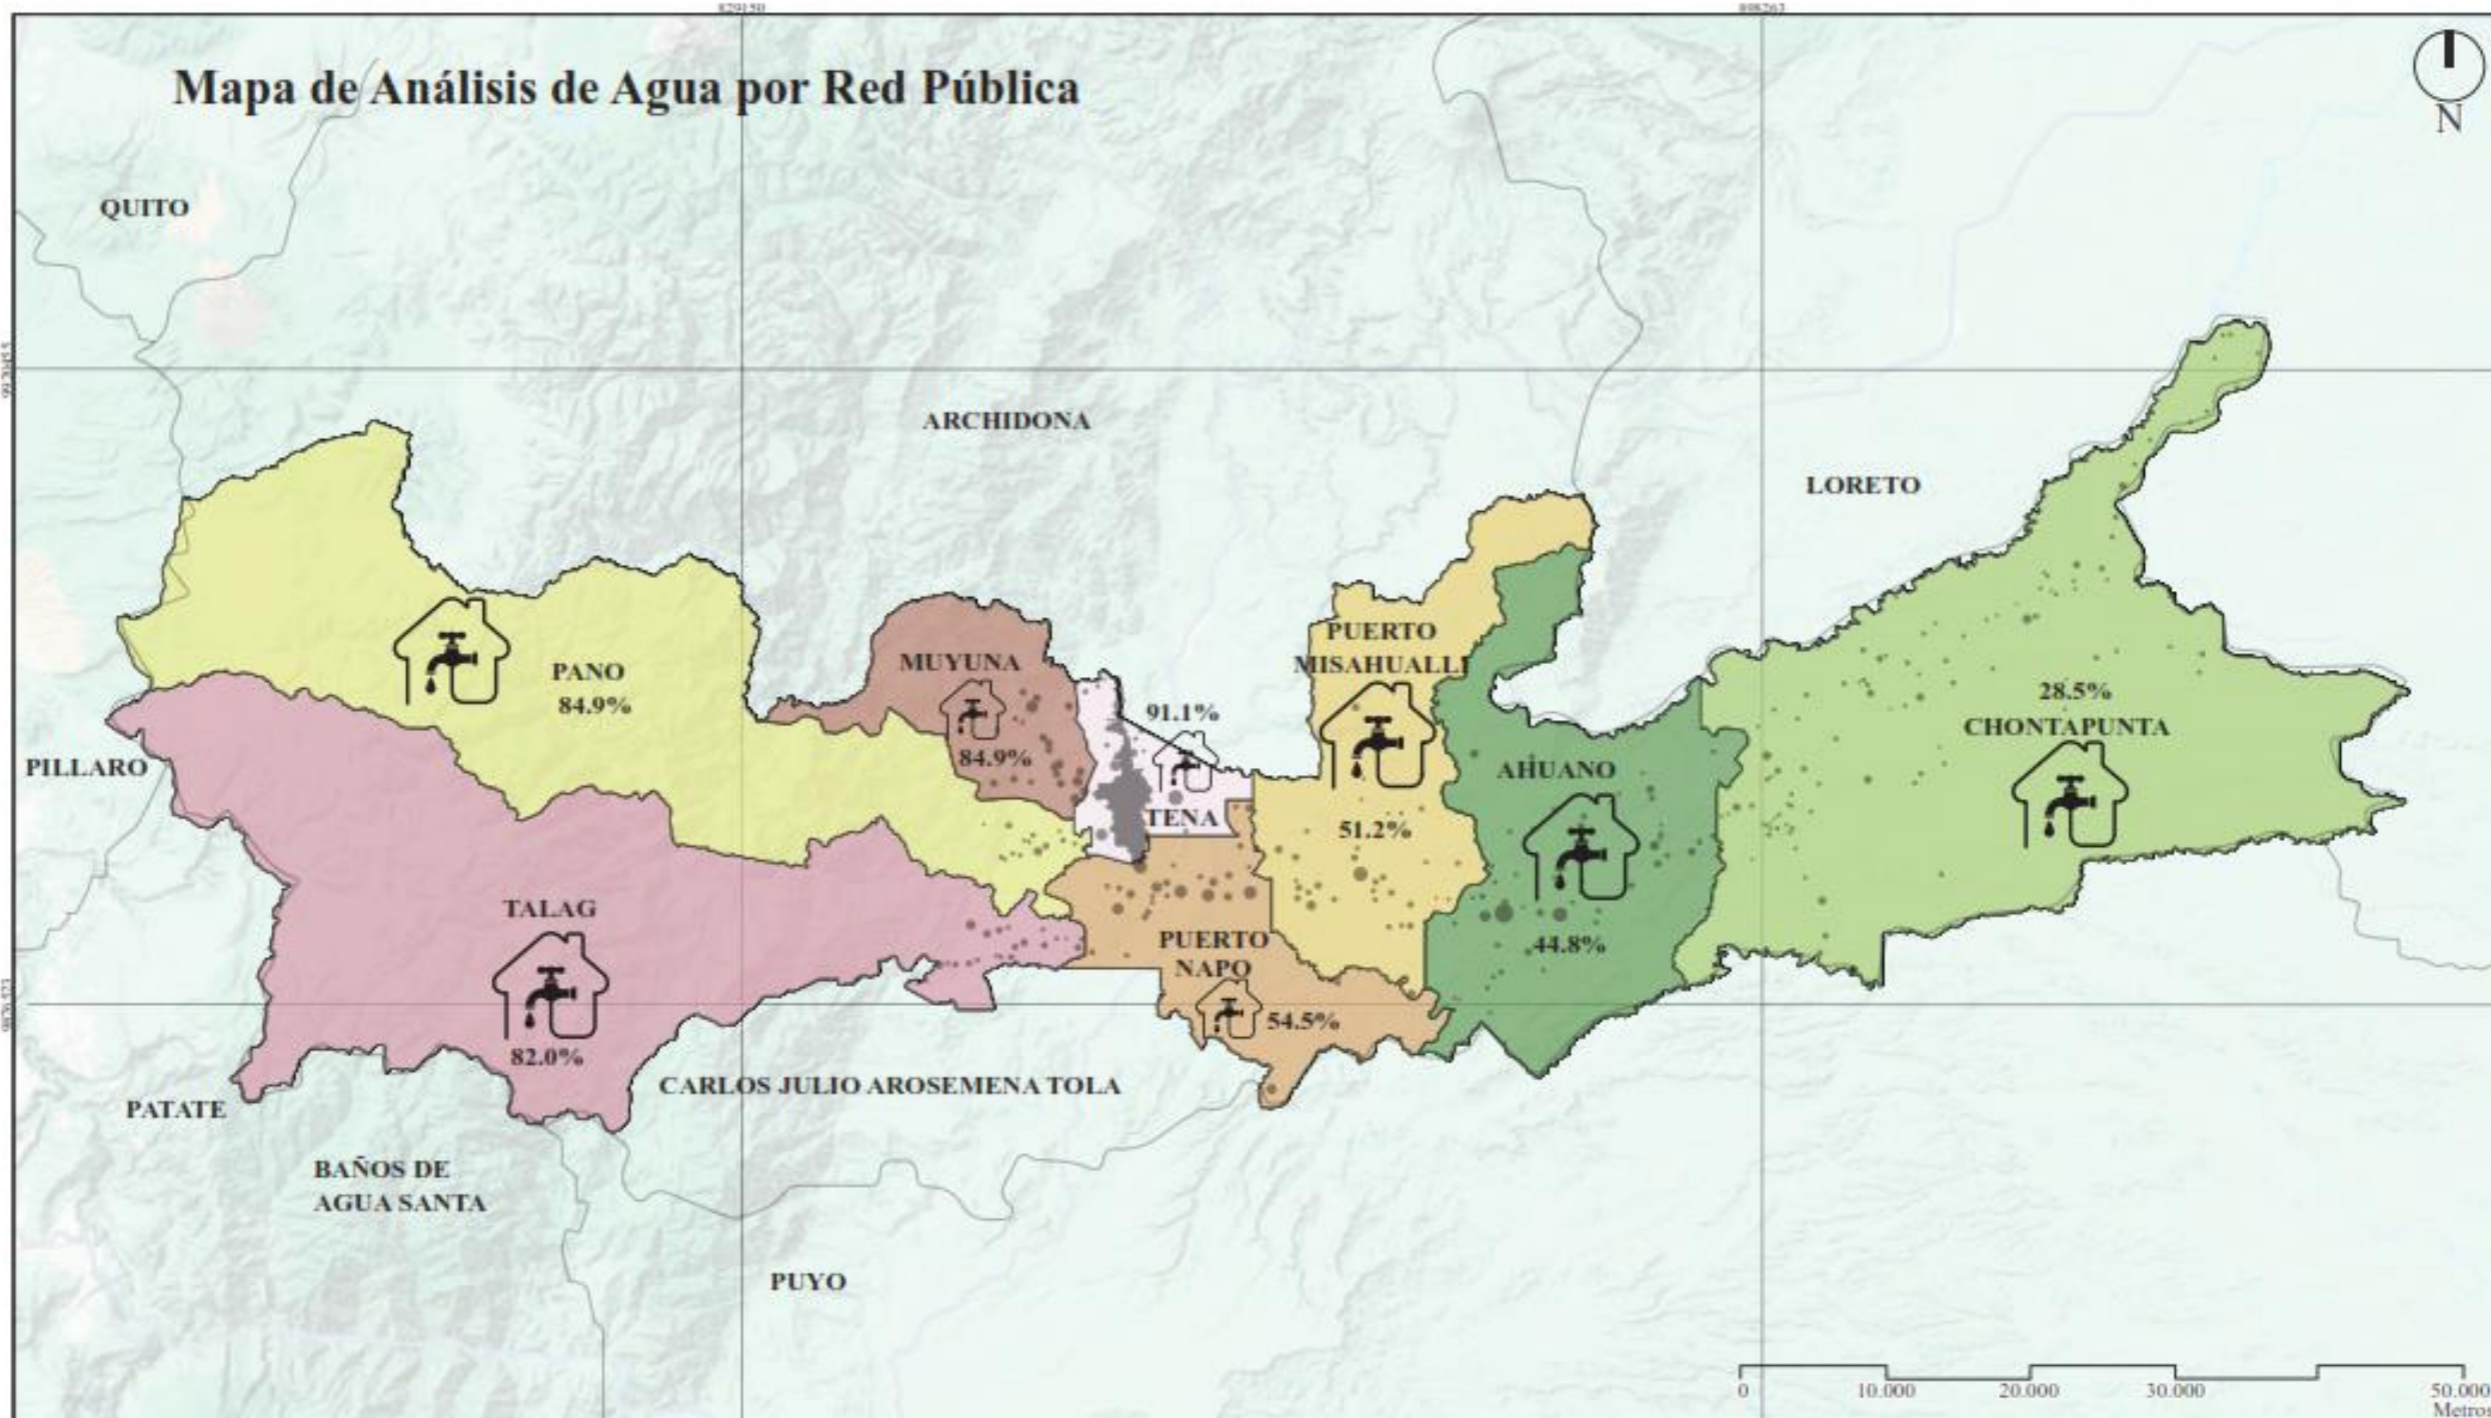 829150
898263
Mapa de Análisis de Agua por Red Pública
N
QUITO
ARCHIDONA
LORETO
PUERTO
MISAHUALLI
MUYUNA
PANO
84.9%
28.5%
CHONTAPUNTA
91.1%
84.9%
PILLARO
AHUANO
TENA
51.2%
TALAG
PUERTO
NAPO
44.8%
54.5%
82.0%
CARLOS JULIO AROSEMENA TOLA
PATATE
BAÑOS DE
AGUA SANTA
PUYO
0 10.000 20.000 30.000 50.000